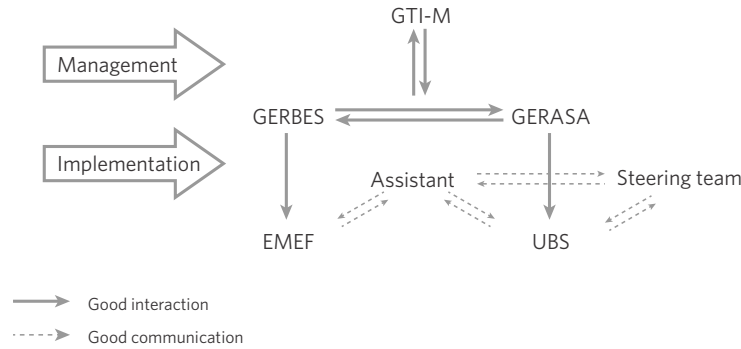 GTI-M
Management
GERBES
GERASA
Implementation
Assistant
Steering team
EMEF
UBS
Good interaction
Good communication